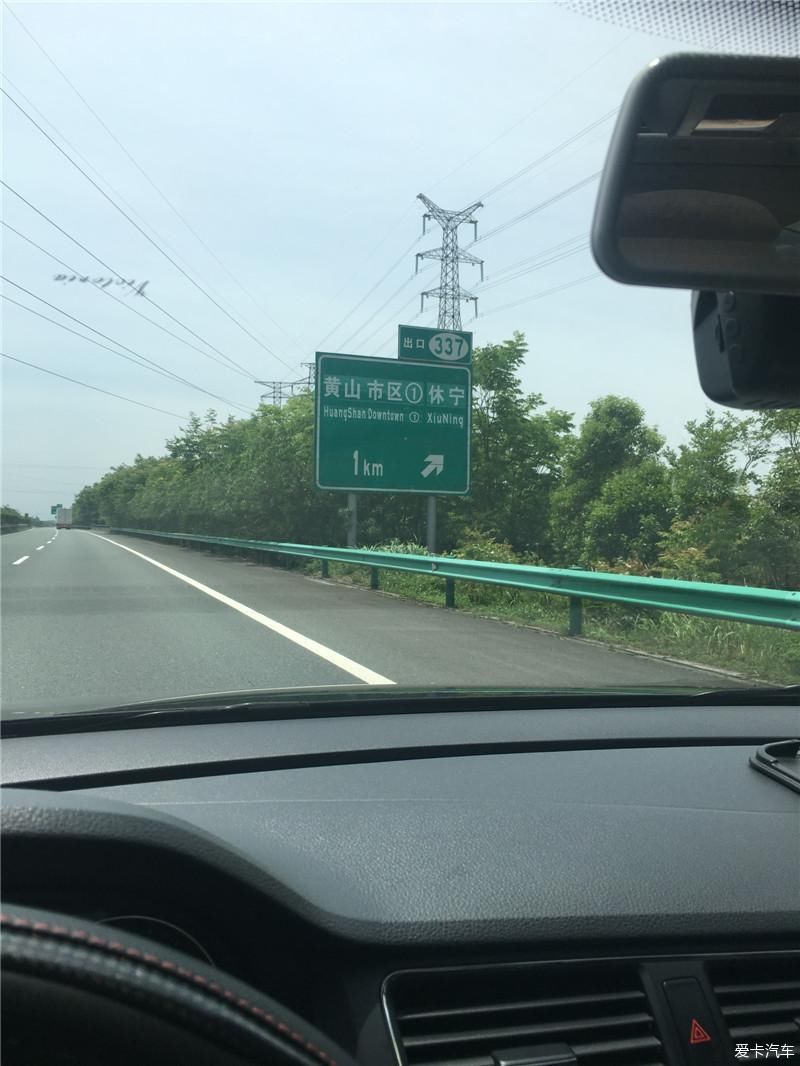 出口 337
黄山市区① 休宁
HuangShan Downtown ① XiuNing
1km
Victoria
爱卡汽车